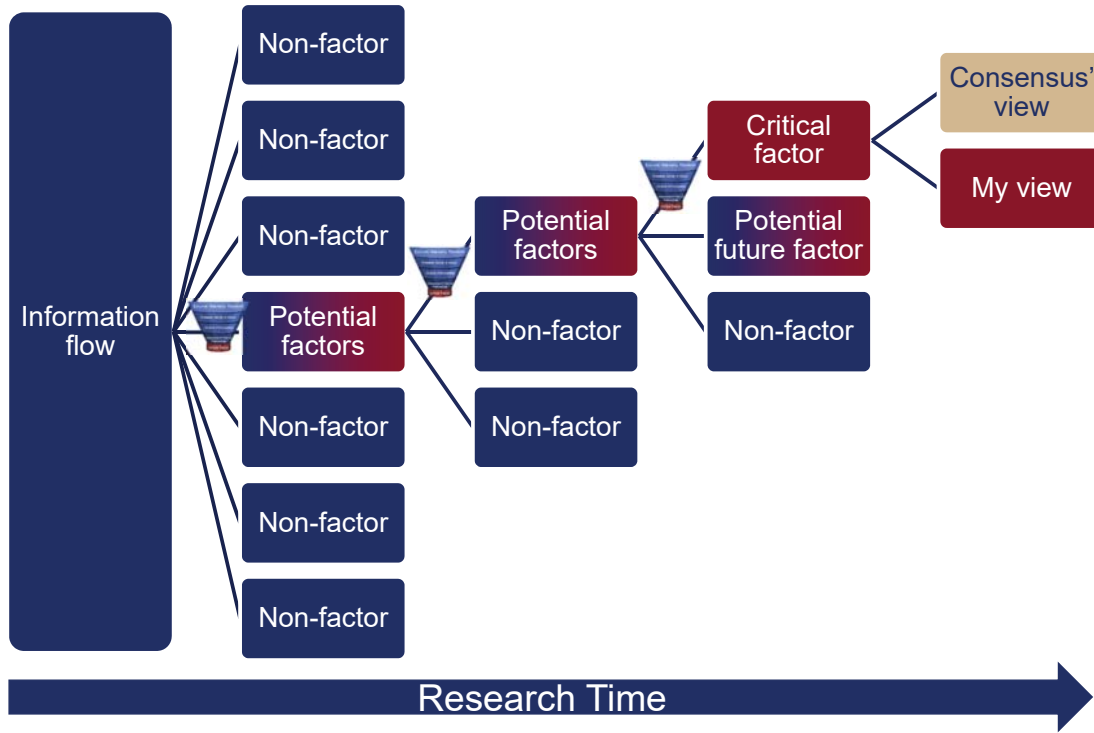 Information
flow
Non-factor
Non-factor
Non-factor
Potential
factors
Non-factor
Non-factor
Non-factor
Potential
factors
Non-factor
Non-factor
Critical
factor
Potential
future factor
Non-factor
Consensus'
view
My view
Research Time